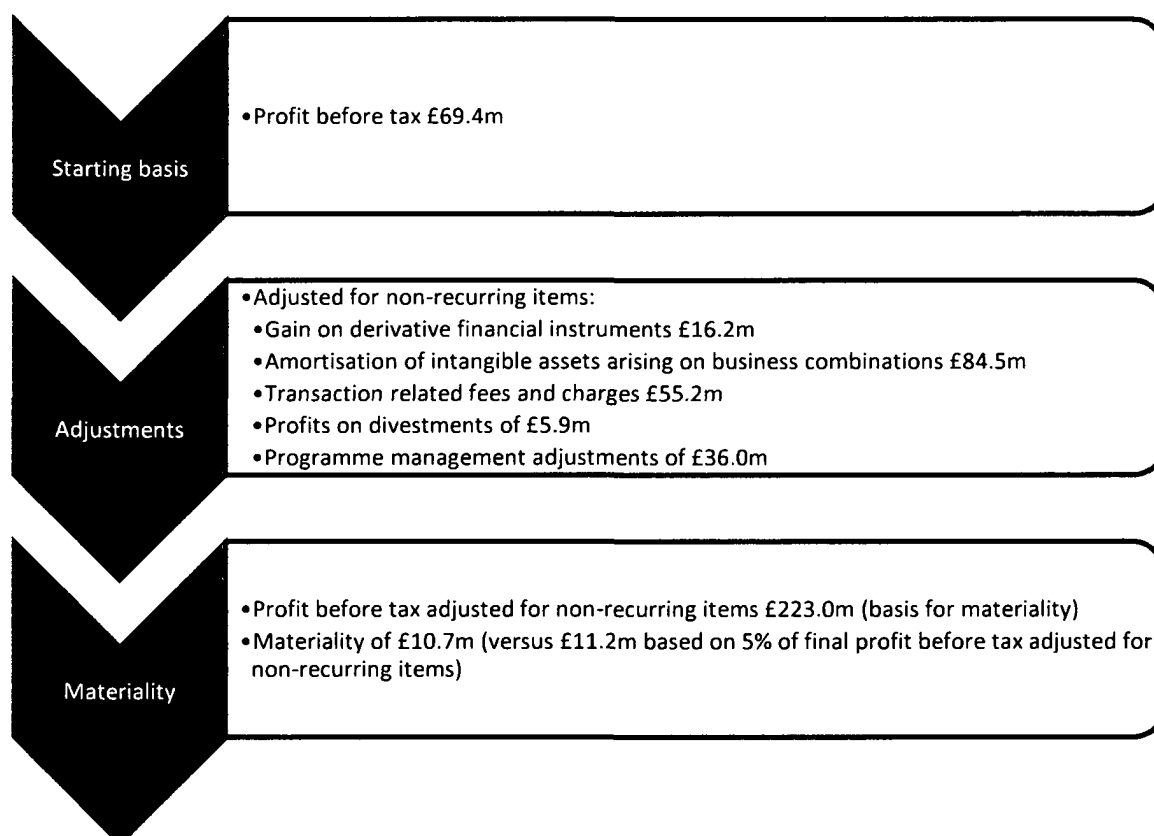 Starting basis
•Profit before tax £69.4m
Adjustments
•Adjusted for non-recurring items:
•Gain on derivative financial instruments £16.2m
•Amortisation of intangible assets arising on business combinations £84.5m
•Transaction related fees and charges £55.2m
•Profits on divestments of £5.9m
•Programme management adjustments of £36.0m
Materiality
•Profit before tax adjusted for non-recurring items £223.0m (basis for materiality)
•Materiality of £10.7m (versus £11.2m based on 5% of final profit before tax adjusted for
non-recurring items)